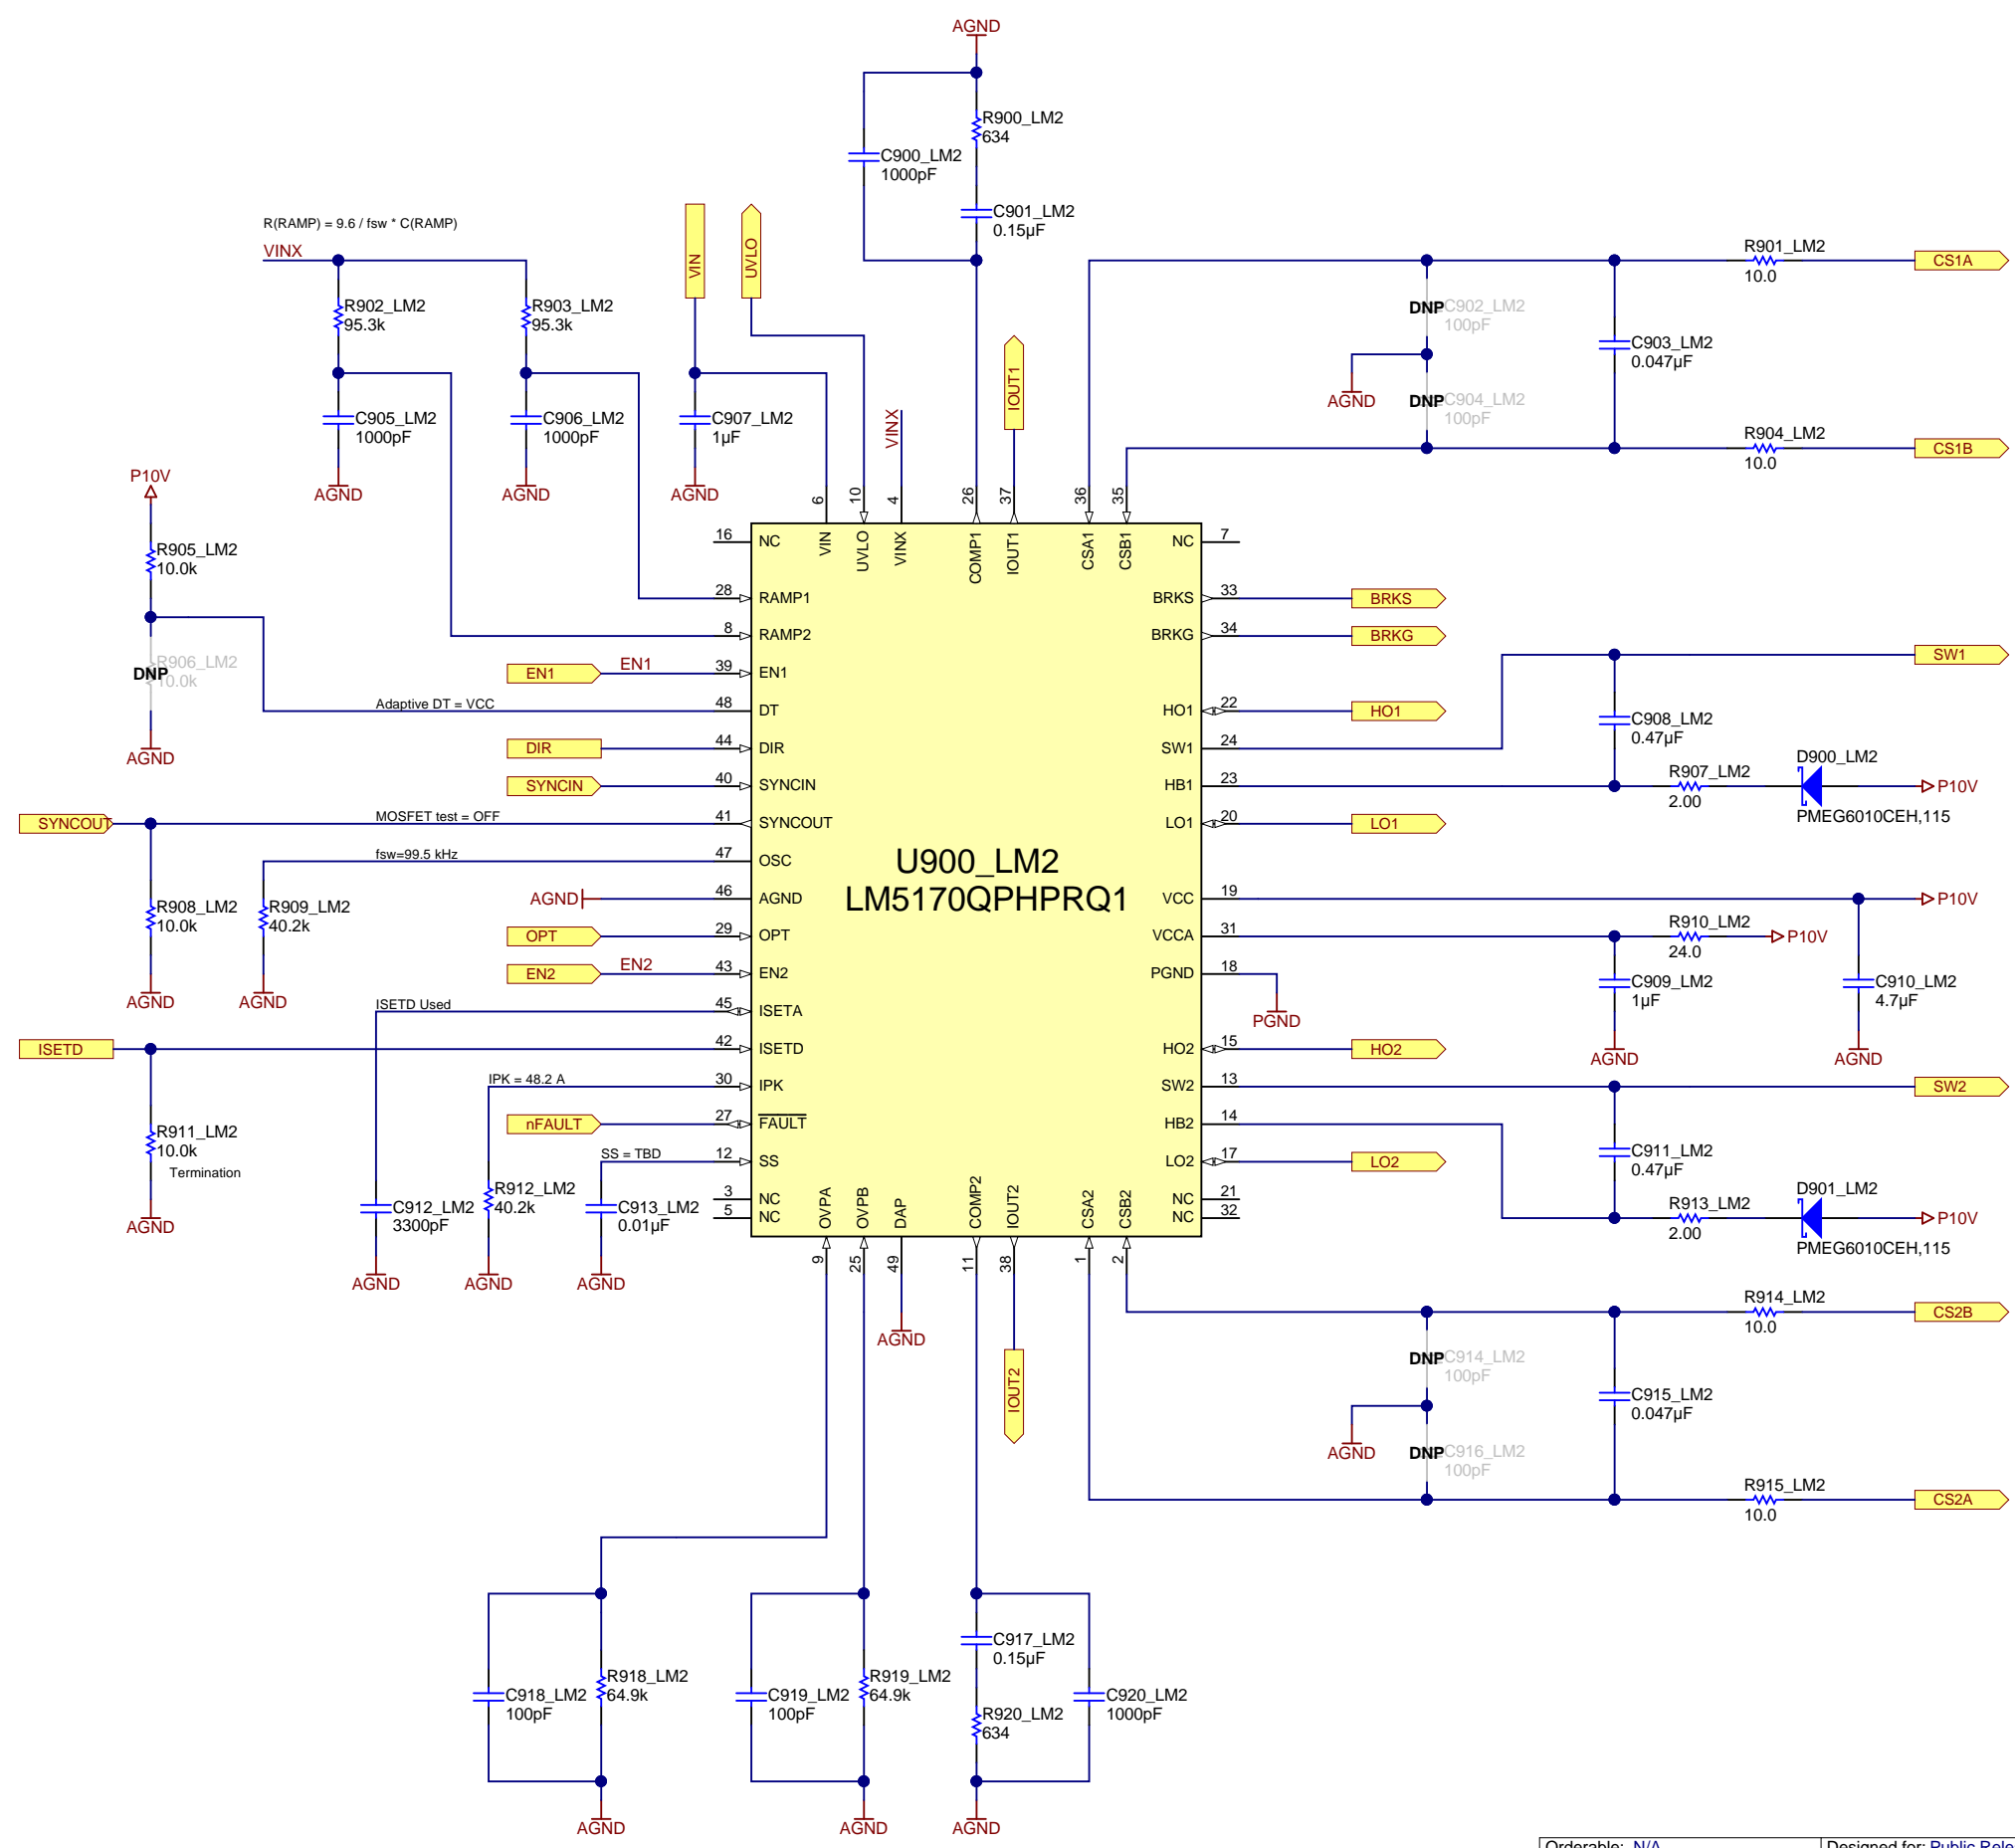 AGND
R900_LM2
634
C900_LM2
1000pF
C901_LM2
0.15µF
R(RAMP) = 9.6 / fsw * C(RAMP)
VINX
R902_LM2
95.3k
R903_LM2
95.3k
VIN
UVLO
C905_LM2
1000pF
C906_LM2
1000pF
C907_LM2
1µF
VINX
IOUT1
AGND
AGND
AGND
R901_LM2
10.0
CS1A
DNP
C902_LM2
100pF
C903_LM2
0.047µF
AGND
DNP
C904_LM2
100pF
R904_LM2
10.0
CS1B
P10V
R905_LM2
10.0k
DNP
R906_LM2
10.0k
AGND
6
10
4
26
37
36
35
VIN
UVLO
VINX
COMP1
IOUT1
CSA1
CSB1
16
NC
NC
7
28
RAMP1
BRKS
33
BRKS
8
RAMP2
BRKG
34
BRKG
EN1
EN1
39
EN1
SW1
Adaptive DT = VCC
48
DT
HO1
22
HO1
C908_LM2
0.47µF
DIR
44
DIR
SW1
24
D900_LM2
SYNCIN
40
SYNCIN
HB1
23
R907_LM2
2.00
P10V
PMEG6010CEH,115
SYNCOUT
MOSFET test = OFF
41
SYNCOUT
LO1
20
LO1
fsw=99.5 kHz
47
OSC
U900_LM2
LM5170QPHPRQ1
AGND
46
AGND
VCC
19
P10V
R908_LM2
10.0k
R909_LM2
40.2k
OPT
29
OPT
VCCA
31
R910_LM2
24.0
P10V
EN2
EN2
43
EN2
PGND
18
C909_LM2
1µF
C910_LM2
4.7µF
AGND
AGND
ISETD Used
45
ISETA
PGND
AGND
AGND
ISETD
42
ISETD
HO2
15
HO2
IPK = 48.2 A
30
IPK
SW2
13
SW2
R911_LM2
10.0k
Termination
nFAULT
27
FAULT
HB2
14
C911_LM2
0.47µF
SS = TBD
12
SS
LO2
17
LO2
D901_LM2
C912_LM2
3300pF
R912_LM2
40.2k
C913_LM2
0.01µF
3
NC
5
NC
NC
21
NC
32
R913_LM2
2.00
P10V
PMEG6010CEH,115
AGND
AGND
AGND
AGND
OVPA
OVPB
DAP
COMP2
IOUT2
CSA2
CSB2
9
25
49
11
38
1
2
AGND
R914_LM2
10.0
CS2B
DNP
C914_LM2
100pF
IOUT2
C915_LM2
0.047µF
AGND
DNP
C916_LM2
100pF
R915_LM2
10.0
CS2A
C917_LM2
0.15µF
C918_LM2
100pF
R918_LM2
64.9k
C919_LM2
100pF
R919_LM2
64.9k
R920_LM2
634
C920_LM2
1000pF
AGND
AGND
AGND
Orderable: N/A
Designed for: Public